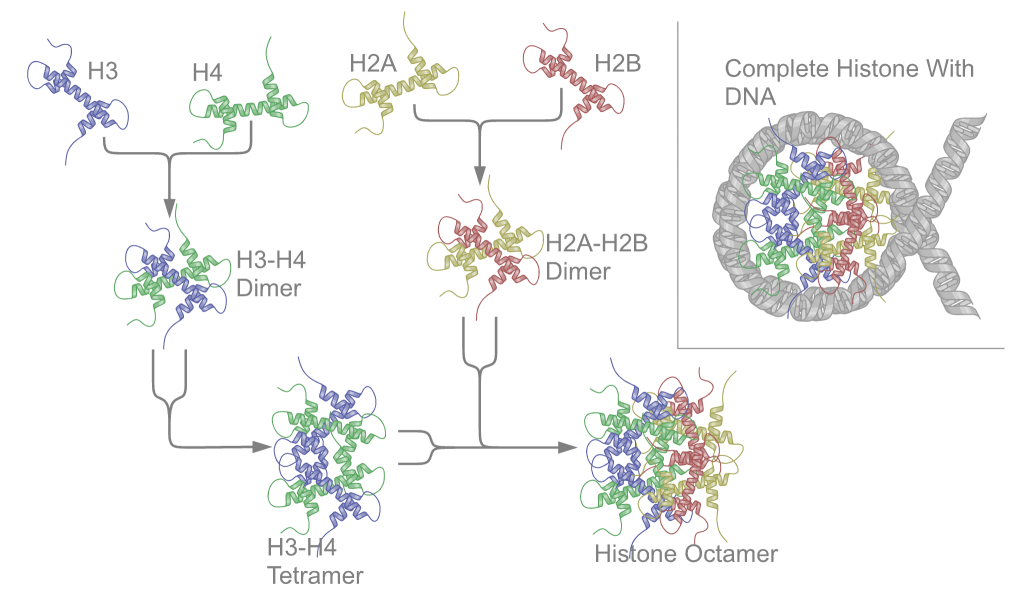 H3
H4
H2A
H2B
Complete Histone With
DNA
H3-H4
Dimer
H2A-H2B
Dimer
H3-H4
Tetramer
Histone Octamer